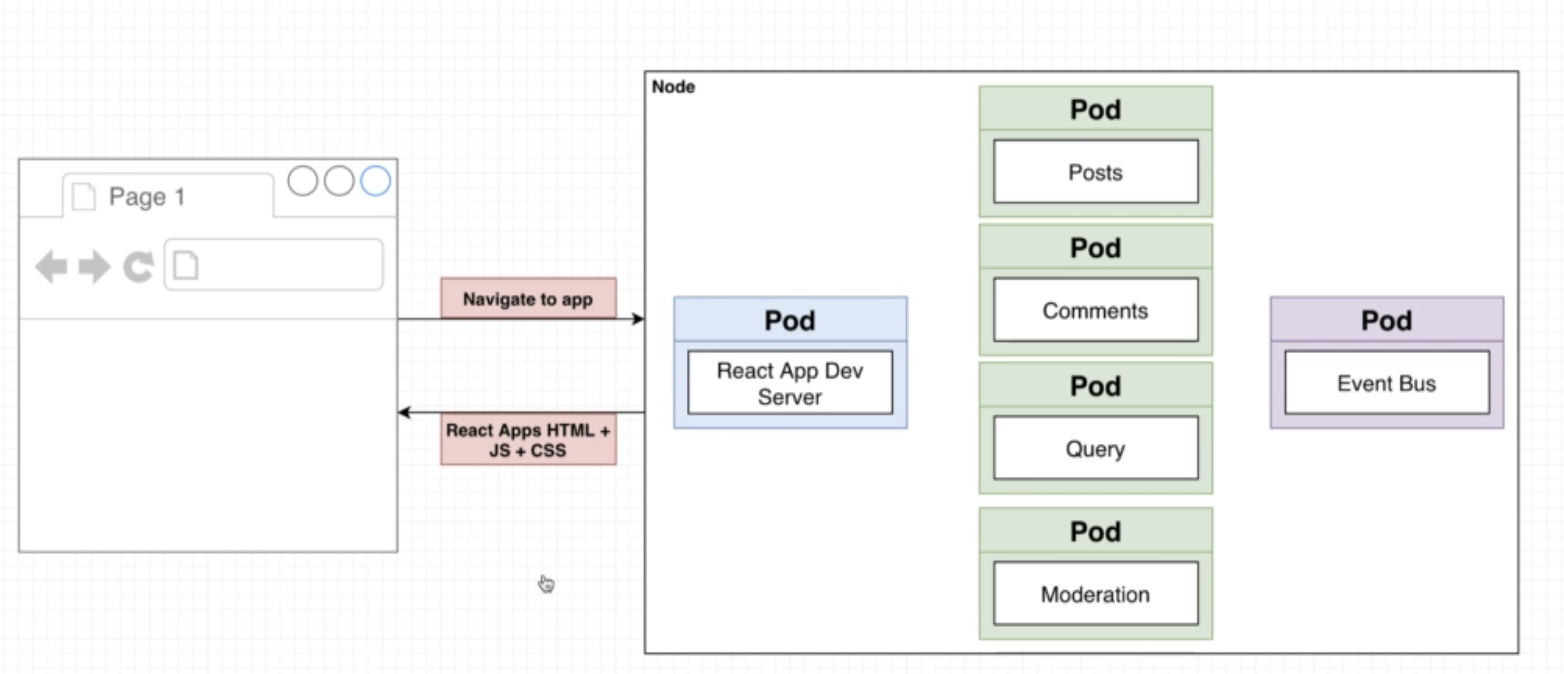 Page 1
Navigate to app
React Apps HTML +
JS + CSS
Node
Pod
React App Dev
Server
Pod
Posts
Pod
Comments
Pod
Query
Pod
Moderation
Pod
Event Bus